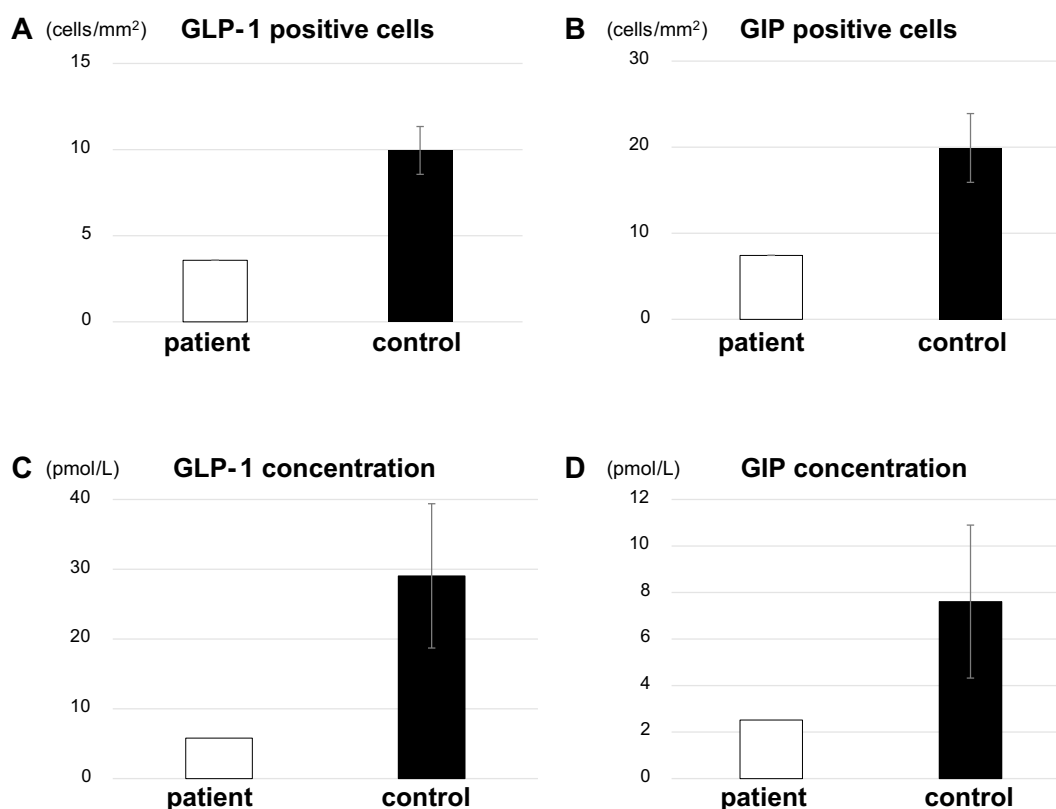 A (cells/mm²) GLP-1 positive cells
15
10
5
0
patient control
B (cells/mm²) GIP positive cells
30
20
10
0
patient control
C (pmol/L) GLP-1 concentration
40
30
20
10
0
patient control
D (pmol/L) GIP concentration
12
10
8
6
4
2
0
patient control